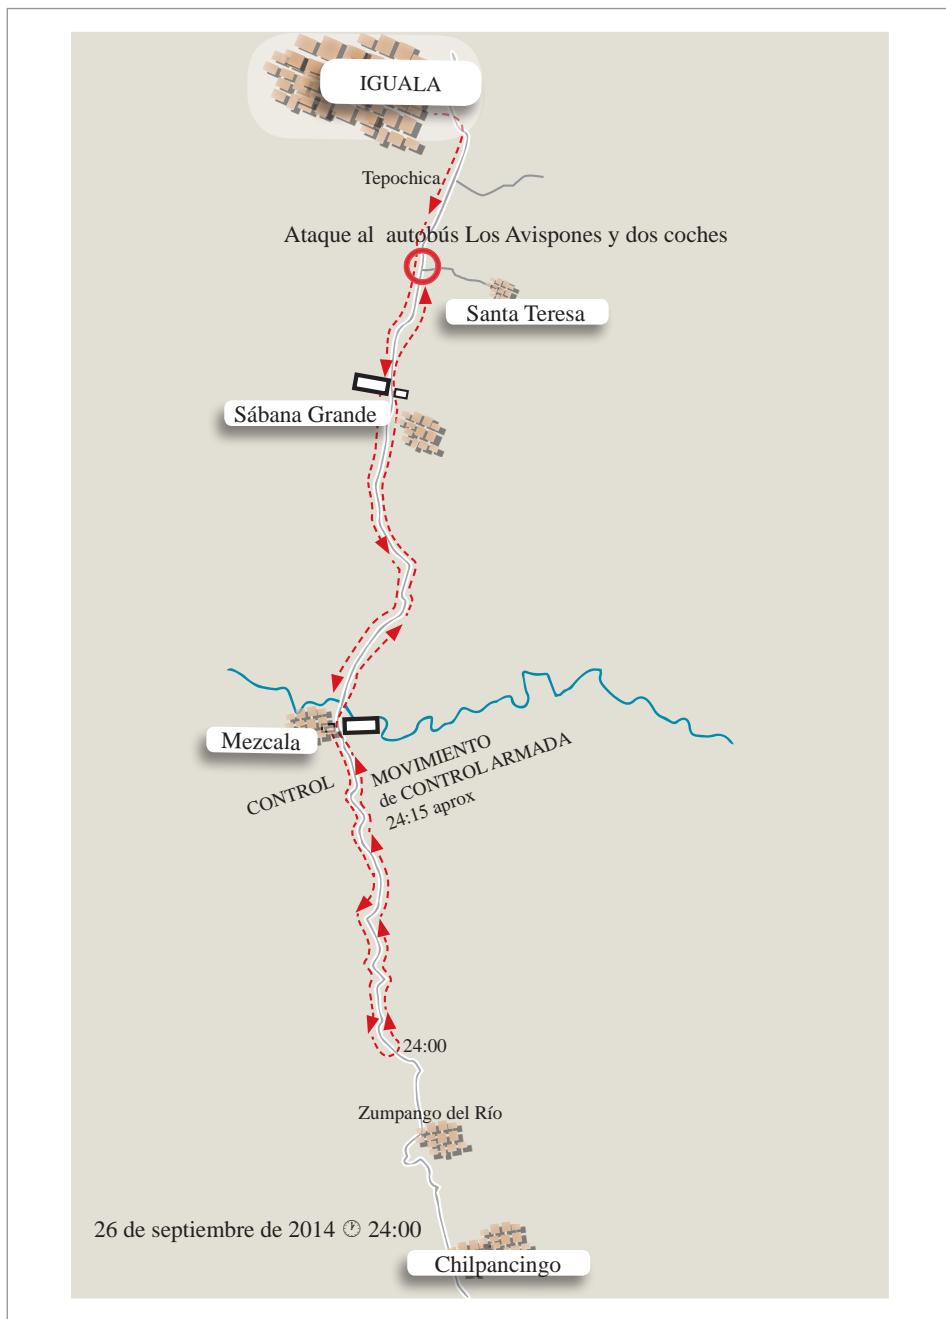 IGUALA
Tepochica
Ataque al autobús Los Avispones y dos coches
Santa Teresa
Sábana Grande
Mezcala
CONTROL
MOVIMIENTO
de CONTROL ARMADA
24:15 aprox
24:00
Zumpango del Río
26 de septiembre de 2014 🕐 24:00
Chilpancingo